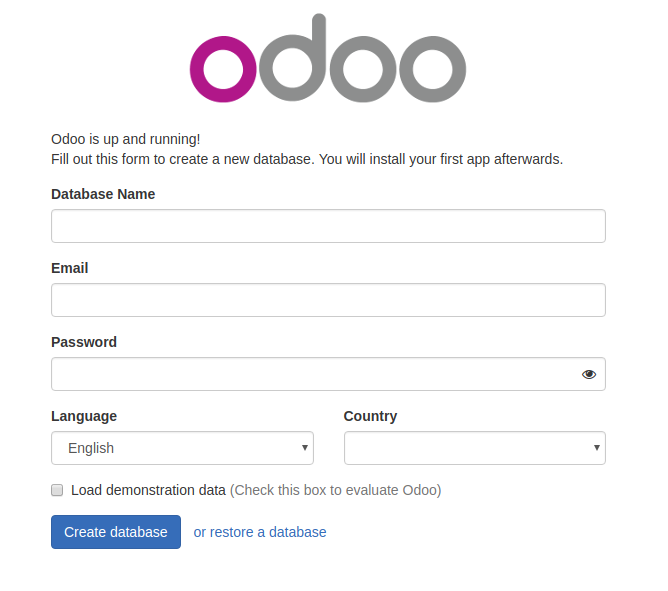 odoo
Odoo is up and running!
Fill out this form to create a new database. You will install your first app afterwards.
Database Name
Email
Password
Language Country
English
Load demonstration data (Check this box to evaluate Odoo)
Create database or restore a database